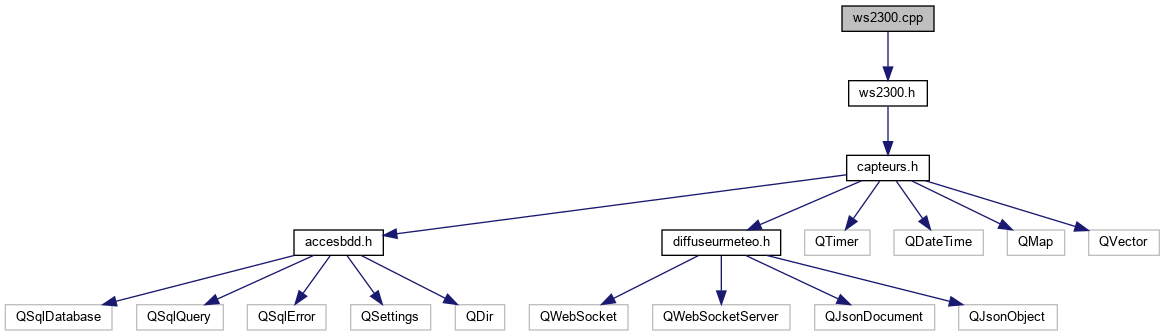 ws2300.cpp
ws2300.h
capteurs.h
accesbdd.h
diffuseurmeteo.h
QTimer
QDateTime
QMap
QVector
QSqlDatabase
QSqlQuery
QSqlError
QSettings
QDir
QWebSocket
QWebSocketServer
QJsonDocument
QJsonObject